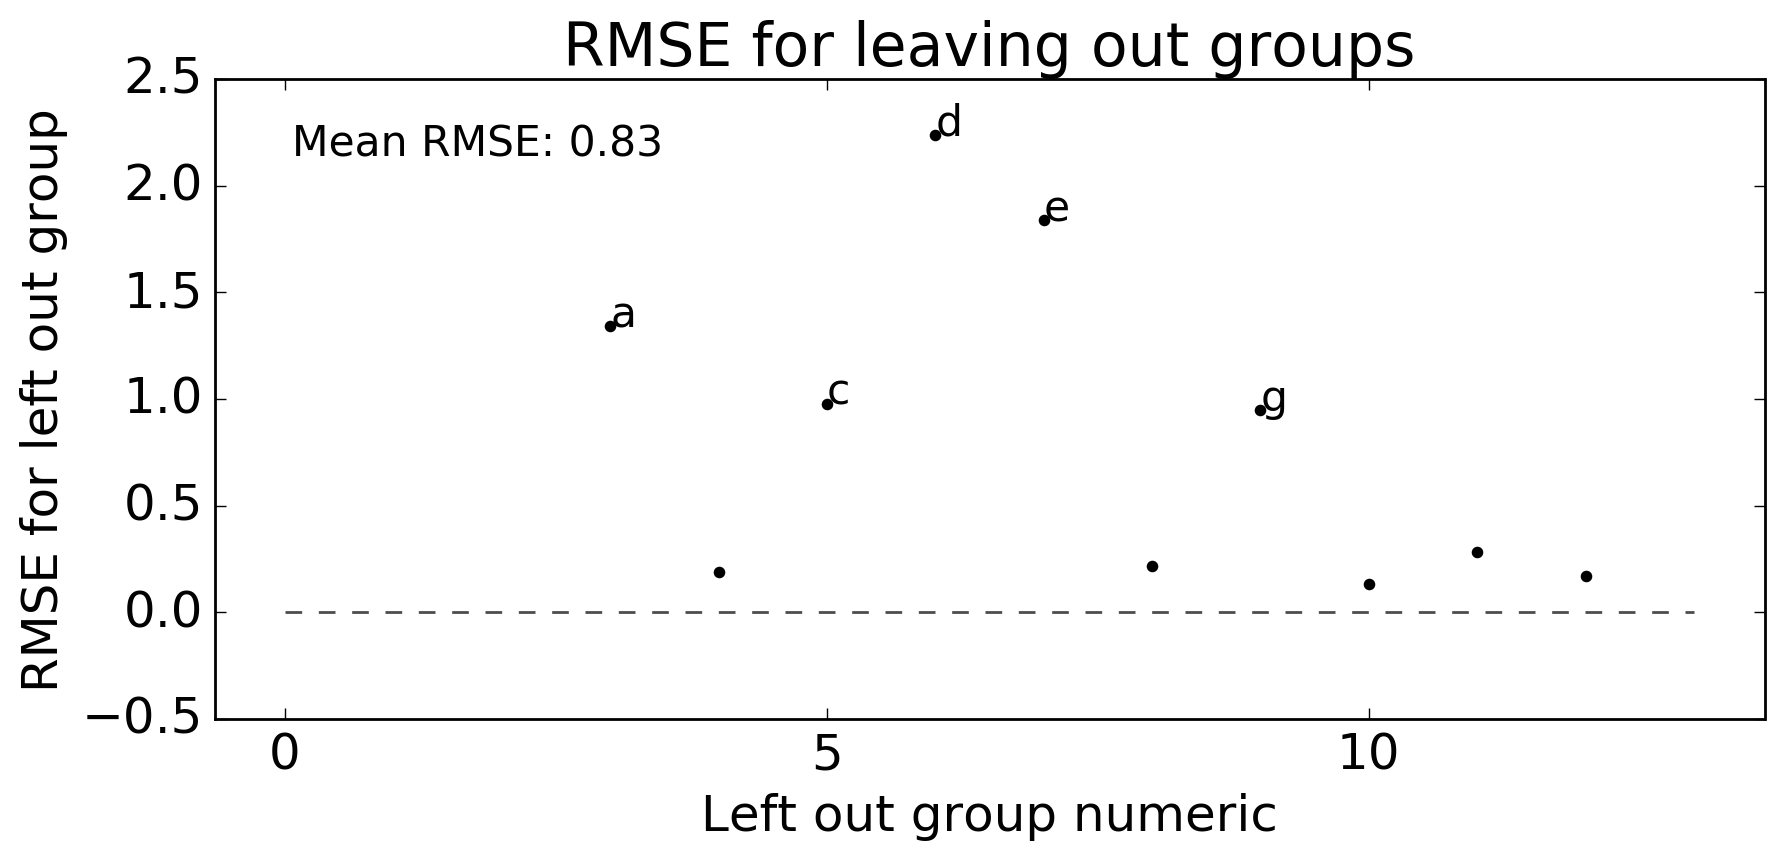 RMSE for leaving out groups
RMSE for left out group
2.5
2.0
1.5
1.0
0.5
0.0
−0.5
Mean RMSE: 0.83
d
e
a
c
g
0
5
10
Left out group numeric